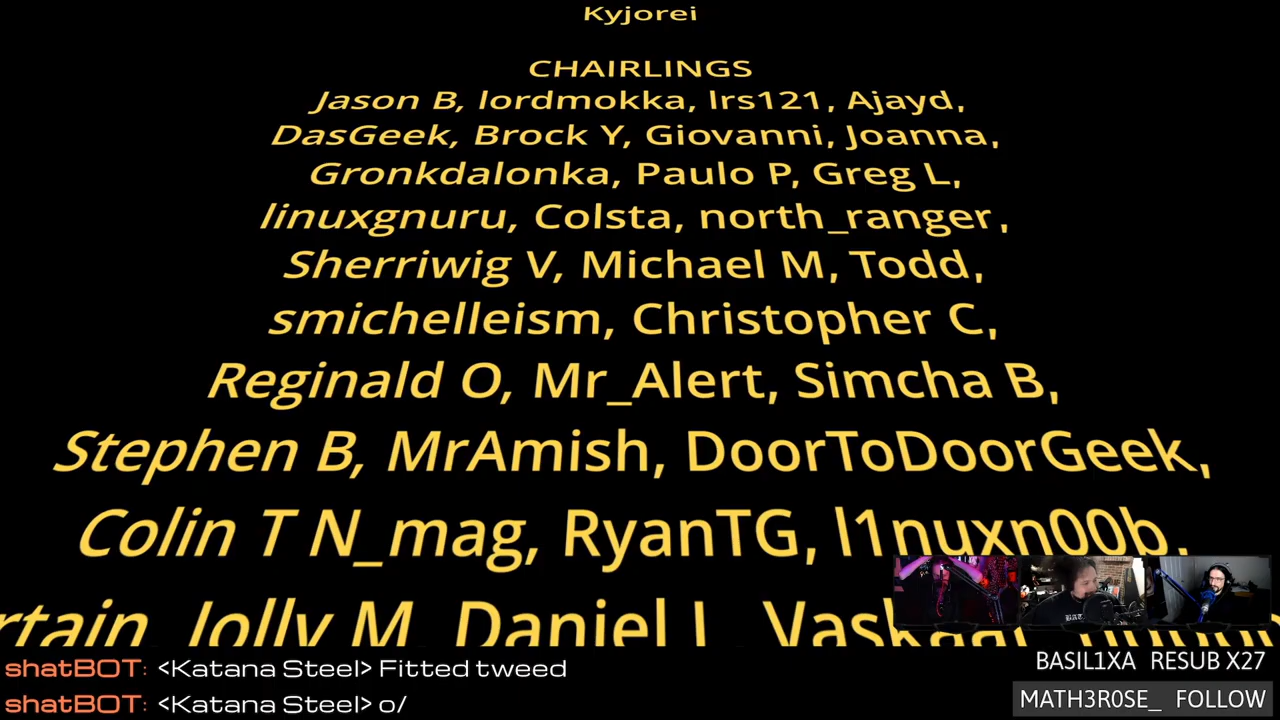 Kyjorei
CHAIRLINGS
Jason B, lordmokka, lrs121, Ajayd,
DasGeek, Brock Y, Giovanni, Joanna,
Gronkdalonka, Paulo P, Greg L,
linuxgnuru, Colsta, north_ranger,
Sherriwig V, Michael M, Todd,
smichelleism, Christopher C,
Reginald O, Mr_Alert, Simcha B,
Stephen B, MrAmish, DoorToDoorGeek,
Colin T N_mag, RyanTG, l1nuxn00b,
Jolly M, Daniel L,
shatBOT: <Katana Steel> Fitted tweed
shatBOT: <Katana Steel> o/
BASIL1XA RESUB X27
MATH3R0SE_ FOLLOW